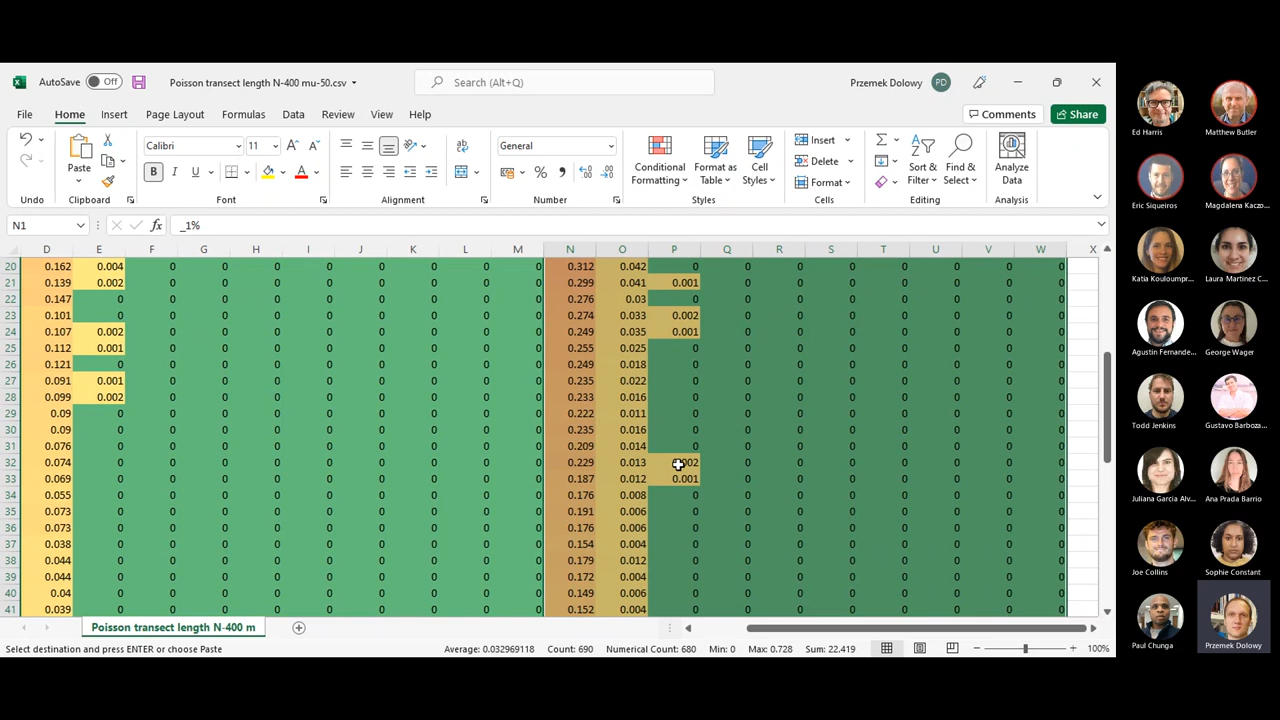 AutoSave Off Poisson transect length N-400 mu-50.csv Search (Alt+Q) Przemek Dolowy PD
File Home Insert Page Layout Formulas Data Review View Help Comments Share
Calibri 11 General Insert
Delete
Format
Paste Conditional Formatting Format as Table Cell Styles Sort & Filter Find & Select Analyze Data
Undo Clipboard Font Alignment Number Styles Cells Editing Analysis
N1 fx _1%
D E F G H I J K L M N O P Q R S T U V W X
20 0.162 0.004 0 0 0 0 0 0 0 0 0.312 0.042 0 0 0 0 0 0 0 0
21 0.139 0.002 0 0 0 0 0 0 0 0 0.299 0.041 0.001 0 0 0 0 0 0 0
22 0.147 0 0 0 0 0 0 0 0 0 0.276 0.03 0 0 0 0 0 0 0 0
23 0.101 0 0 0 0 0 0 0 0 0 0.274 0.033 0.002 0 0 0 0 0 0 0
24 0.107 0.002 0 0 0 0 0 0 0 0 0.249 0.035 0.001 0 0 0 0 0 0 0
25 0.112 0.001 0 0 0 0 0 0 0 0 0.255 0.025 0 0 0 0 0 0 0 0
26 0.121 0 0 0 0 0 0 0 0 0 0.249 0.018 0 0 0 0 0 0 0 0
27 0.091 0.001 0 0 0 0 0 0 0 0 0.235 0.022 0 0 0 0 0 0 0 0
28 0.099 0.002 0 0 0 0 0 0 0 0 0.233 0.016 0 0 0 0 0 0 0 0
29 0.09 0 0 0 0 0 0 0 0 0 0.222 0.011 0 0 0 0 0 0 0 0
30 0.09 0 0 0 0 0 0 0 0 0 0.235 0.016 0 0 0 0 0 0 0 0
31 0.076 0 0 0 0 0 0 0 0 0 0.209 0.014 0 0 0 0 0 0 0 0
32 0.074 0 0 0 0 0 0 0 0 0 0.229 0.013 0 0 0 0 0 0 0
33 0.069 0 0 0 0 0 0 0 0 0 0.187 0.012 0.001 0 0 0 0 0 0 0
34 0.055 0 0 0 0 0 0 0 0 0 0.176 0.008 0 0 0 0 0 0 0 0
35 0.073 0 0 0 0 0 0 0 0 0 0.191 0.006 0 0 0 0 0 0 0 0
36 0.073 0 0 0 0 0 0 0 0 0 0.176 0.006 0 0 0 0 0 0 0 0
37 0.038 0 0 0 0 0 0 0 0 0 0.154 0.004 0 0 0 0 0 0 0 0
38 0.044 0 0 0 0 0 0 0 0 0 0.179 0.012 0 0 0 0 0 0 0 0
39 0.044 0 0 0 0 0 0 0 0 0 0.172 0.004 0 0 0 0 0 0 0 0
40 0.04 0 0 0 0 0 0 0 0 0 0.149 0.006 0 0 0 0 0 0 0 0
41 0.039 0 0 0 0 0 0 0 0 0 0.152 0.004 0 0 0 0 0 0 0 0
Poisson transect length N-400 m
Select destination and press ENTER or choose Paste Average: 0.032969118 Count: 690 Numerical Count: 680 Min: 0 Max: 0.728 Sum: 22.419 100%
Ed Harris Matthew Butler
Eric Siqueiros Magdalena Kaczo...
Katia Kouloumpr... Laura Martinez C...
Agustin Fernande... George Wager
Todd Jenkins Gustavo Barboza...
Juliana Garcia Alv... Ana Prada Barrio
Joe Collins Sophie Constant
Paul Chunga Przemek Dolowy